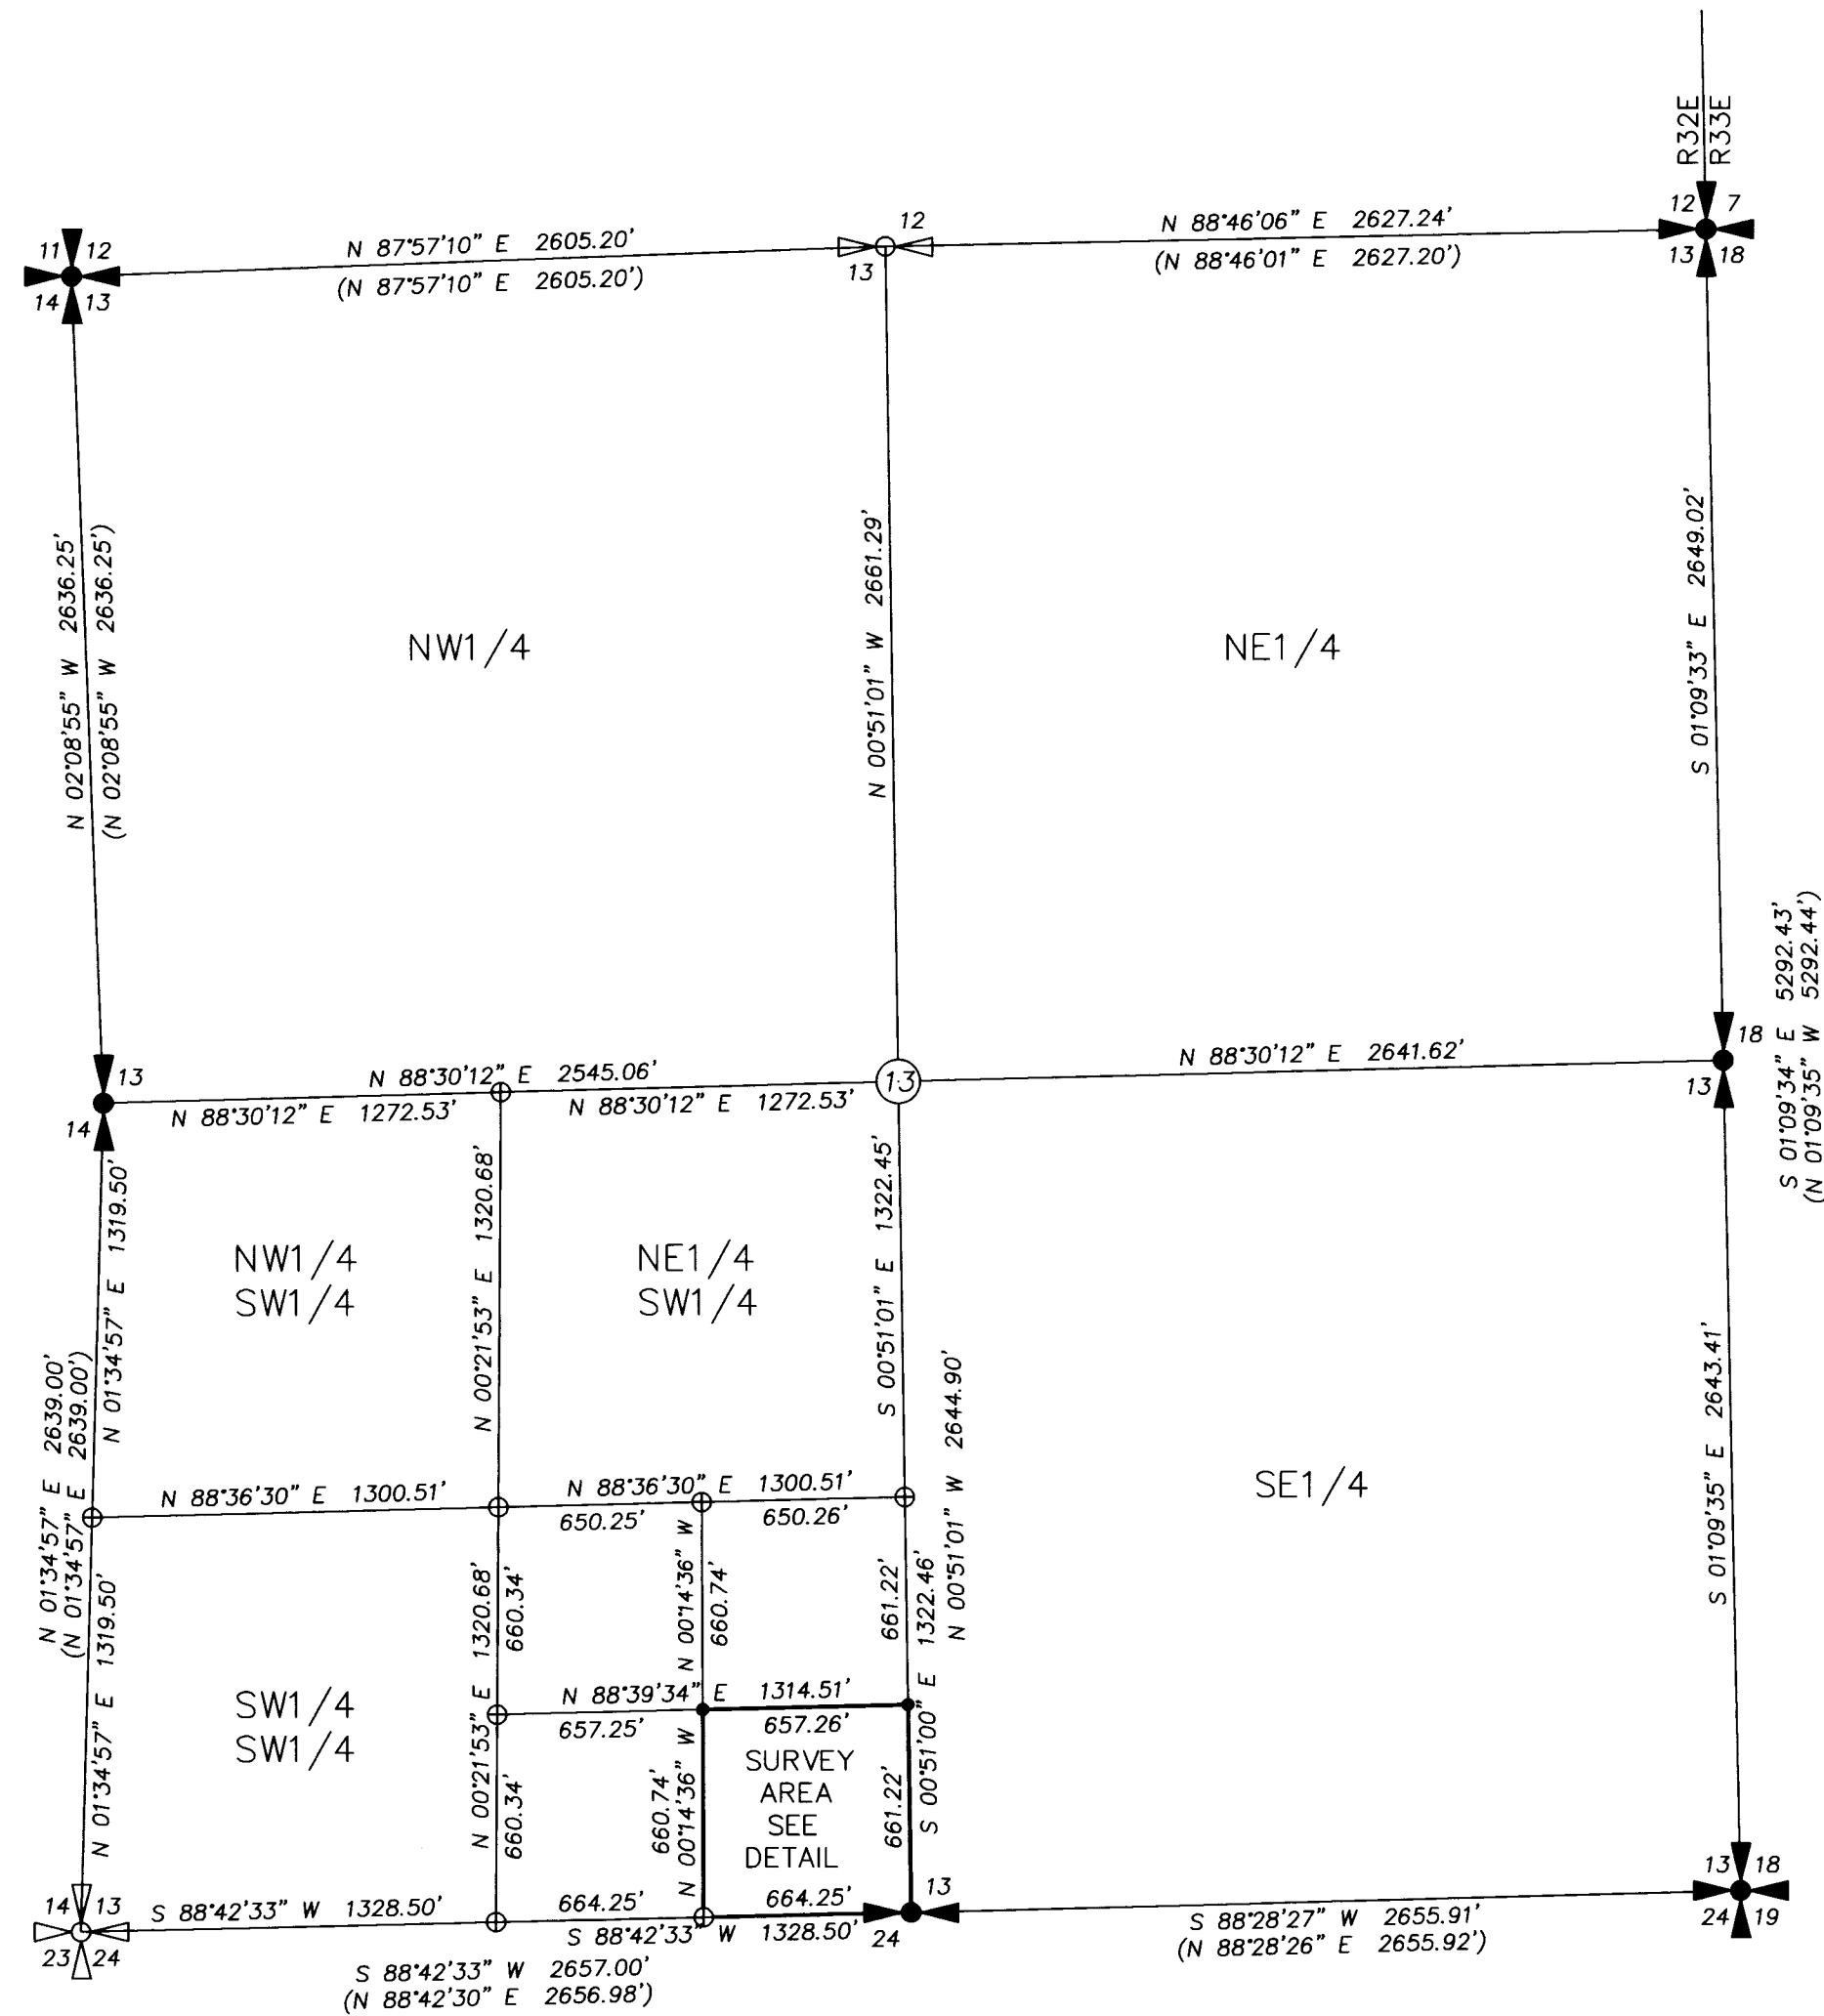 R32E
R33E
12 7
13 18
12
13
11 12
14 13
N 87°57'10" E 2605.20'
(N 87°57'10" E 2605.20')
N 88°46'06" E 2627.24'
(N 88°46'01" E 2627.20')
N 02°08'55" W 2636.25'
(N 02°08'55" W 2636.25')
NW1/4
N 00°51'01" W 2661.29'
NE1/4
S 01°09'33" E 2649.02'
S 01°09'34" E 5292.43'
(N 01°09'35" W 5292.44')
13
14
N 88°30'12" E 2545.06'
N 88°30'12" E 1272.53'
N 88°30'12" E 1272.53'
13
N 88°30'12" E 2641.62'
18
13
N 01°34'57" E 1319.50'
NW1/4
SW1/4
N 00°21'53" E 1320.68'
NE1/4
SW1/4
S 00°51'01" E 1322.45'
N 00°51'01" W 2644.90'
S 01°09'35" E 2643.41'
N 01°34'57" E 2639.00'
(N 01°34'57" E 2639.00')
N 88°36'30" E 1300.51'
N 88°36'30" E 1300.51'
650.25'
650.26'
SE1/4
N 01°34'57" E 1319.50'
SW1/4
SW1/4
N 00°21'53" E 1320.68'
660.34'
N 00°14'36" W
660.74'
661.22'
S 00°51'00" E 1322.46'
N 88°39'34" E 1314.51'
657.25'
657.26'
660.34'
660.74'
N 00°14'36" W
SURVEY
AREA
SEE
DETAIL
661.22'
14 13
23 24
S 88°42'33" W 1328.50'
664.25'
664.25'
S 88°42'33" W 1328.50'
13
24
S 88°42'33" W 2657.00'
(N 88°42'30" E 2656.98')
S 88°28'27" W 2655.91'
(N 88°28'26" E 2655.92')
13 18
24 19